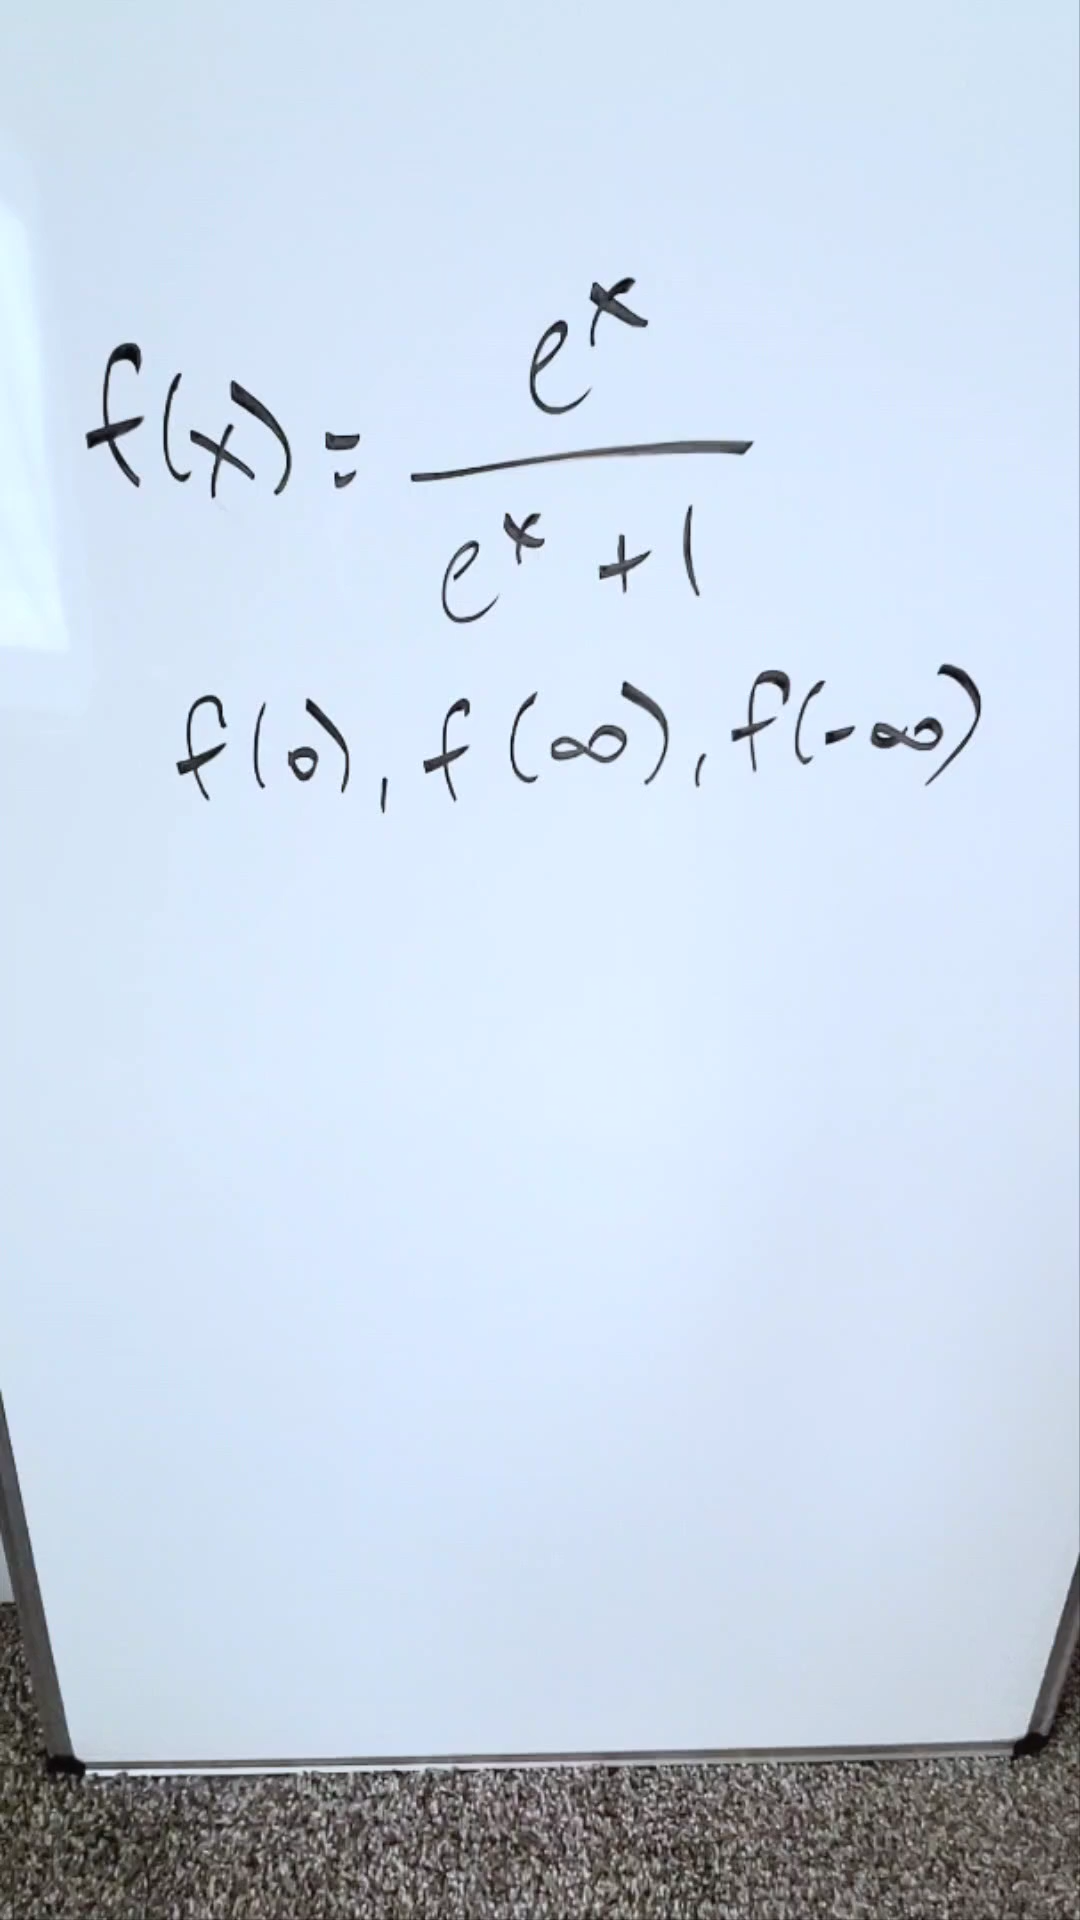 f(x) = e^x / (e^x + 1)
f(0), f(∞), f(-∞)